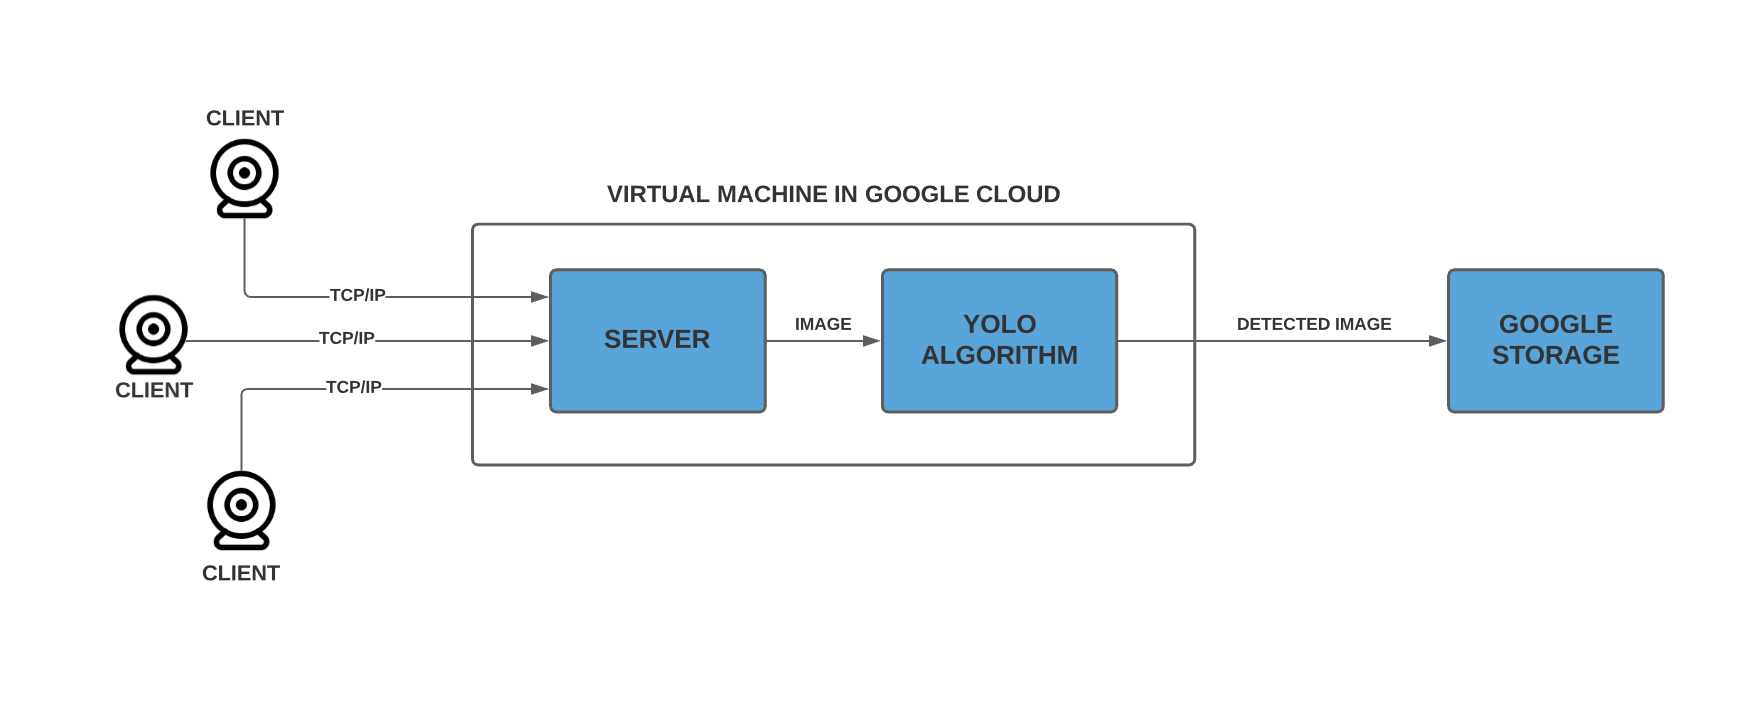 CLIENT
VIRTUAL MACHINE IN GOOGLE CLOUD
TCP/IP
TCP/IP
CLIENT
TCP/IP
CLIENT
SERVER
IMAGE
YOLO
ALGORITHM
DETECTED IMAGE
GOOGLE
STORAGE